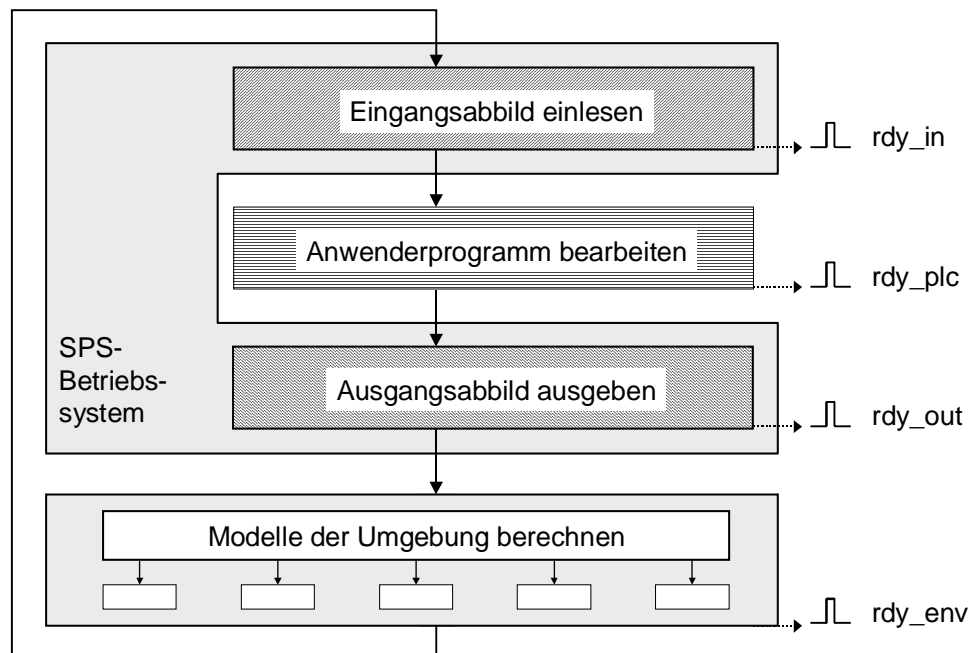 Eingangsabbild einlesen
rdy_in
Anwenderprogramm bearbeiten
rdy_plc
SPS-
Betriebs-
system
Ausgangsabbild ausgeben
rdy_out
Modelle der Umgebung berechnen
rdy_env